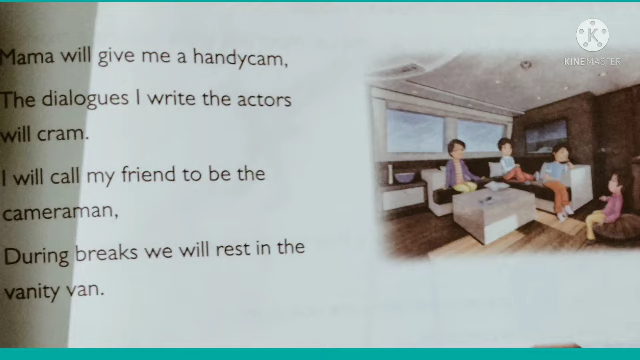 Mama will give me a handycam,
The dialogues I write the actors
will cram.
I will call my friend to be the
cameraman,
During breaks we will rest in the
vanity van.
K
KINEMASTER